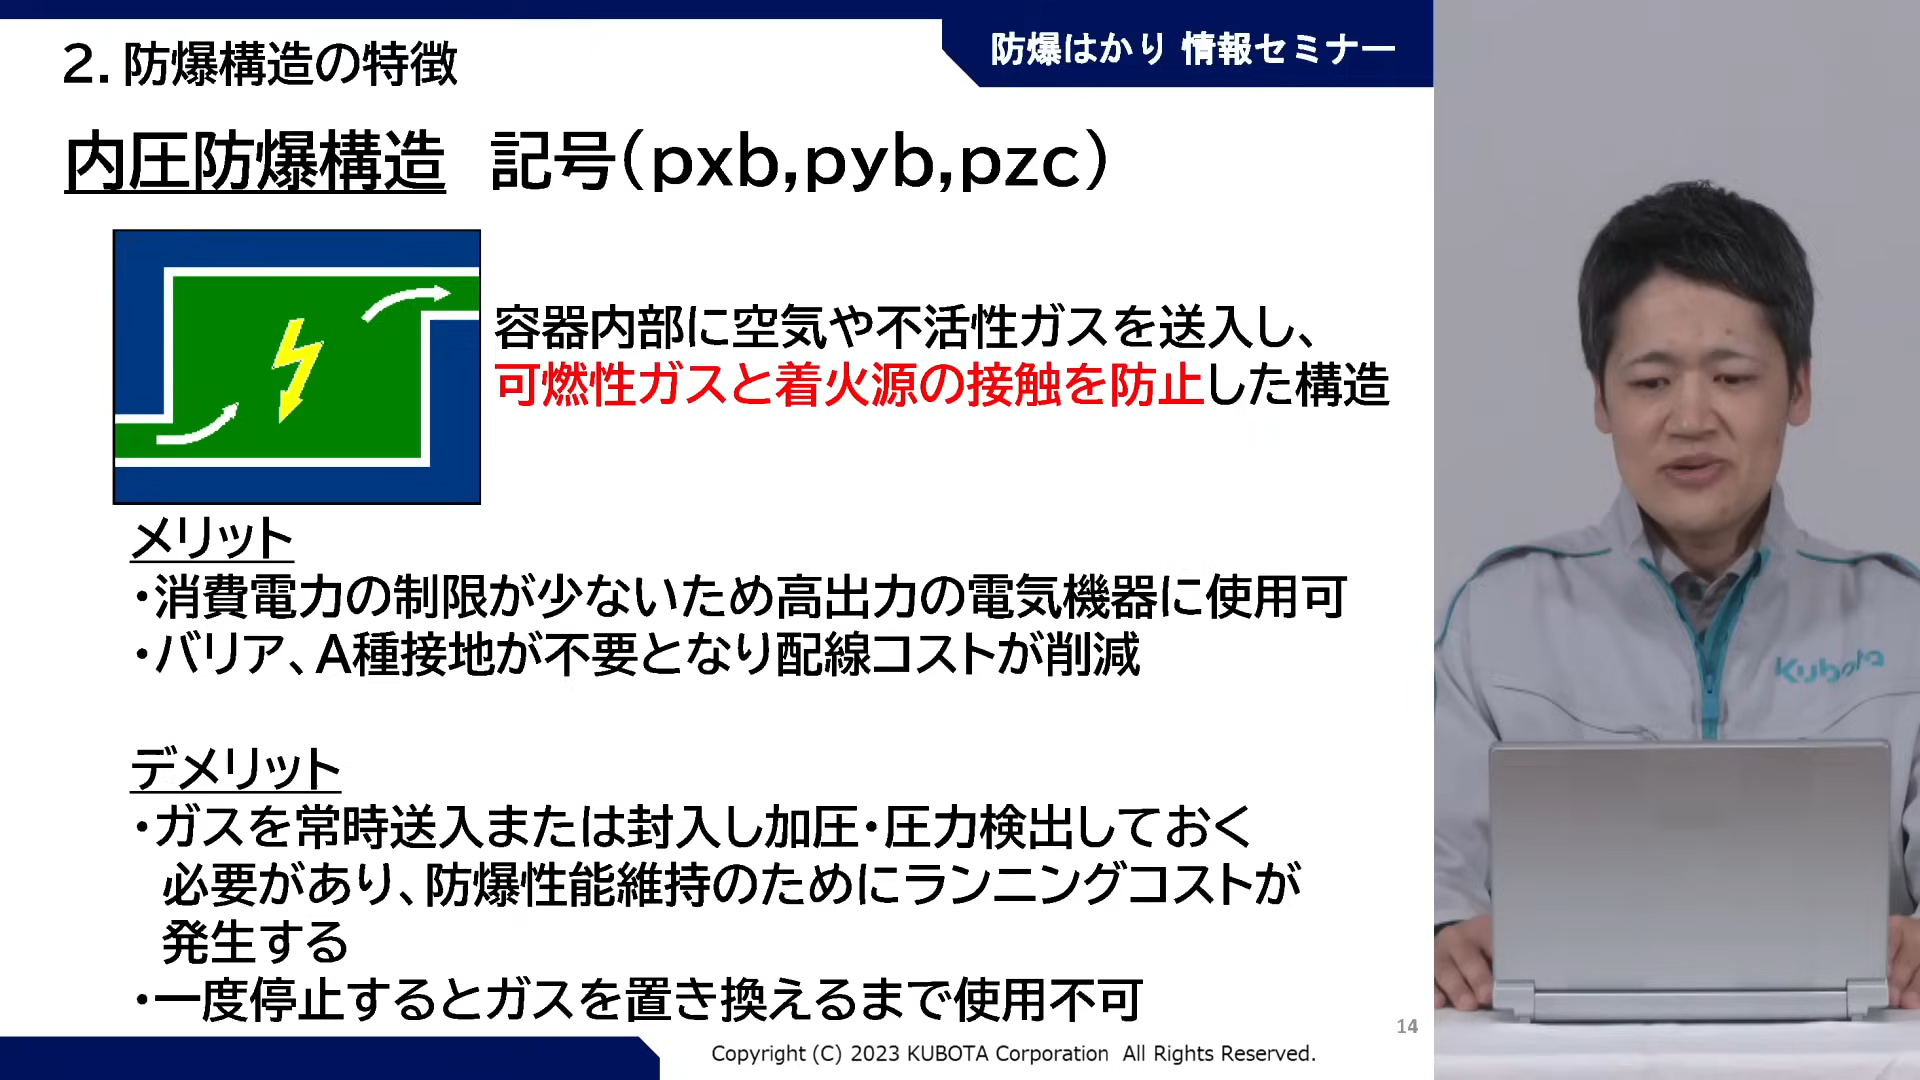 防爆はかり 情報セミナー
2. 防爆構造の特徴
内圧防爆構造 記号(pxb,pyb,pzc)
容器内部に空気や不活性ガスを送入し、
可燃性ガスと着火源の接触を防止した構造
メリット
・消費電力の制限が少ないため高出力の電気機器に使用可
・バリア、A種接地が不要となり配線コストが削減
デメリット
・ガスを常時送入または封入し加圧・圧力検出しておく
必要があり、防爆性能維持のためにランニングコストが
発生する
・一度停止するとガスを置き換えるまで使用不可
14
Copyright (C) 2023 KUBOTA Corporation All Rights Reserved.
Kubota